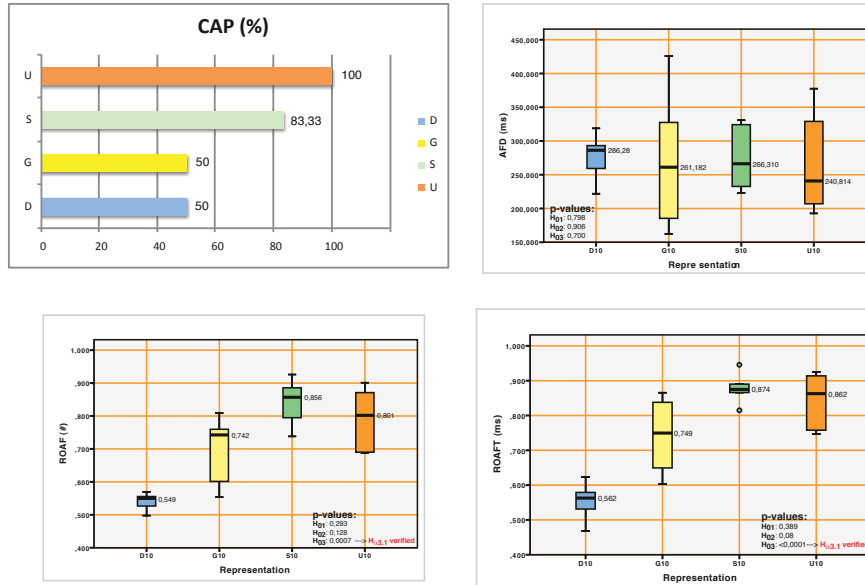 CAP (%)
U
100
S
83,33
G
50
D
50
0 20 40 60 80 100
D
G
S
U
AFD (ms)
450,000
400,000
350,000
300,000
250,000
200,000
150,000
286,28
261,182
266,310
240,814
p-values:
H01: 0,798
H02: 0,906
H03: 0,700
D10 G10 S10 U10
Repre sentation
ROAF (#)
1,000
,900
,800
,700
,600
,500
,400
0,549
0,742
0,856
0,801
p-values:
H01: 0,293
H02: 0,128
H03: 0,0007 ---> Hα3.1 verified
D10 G10 S10 U10
Representation
ROAFT (ms)
1,000
,900
,800
,700
,600
,500
,400
0,562
0,749
0,874
0,862
p-values:
H01: 0,389
H02: 0,08
H03: <0,0001---> Hα3.1 verified
D10 G10 S10 U10
Representation